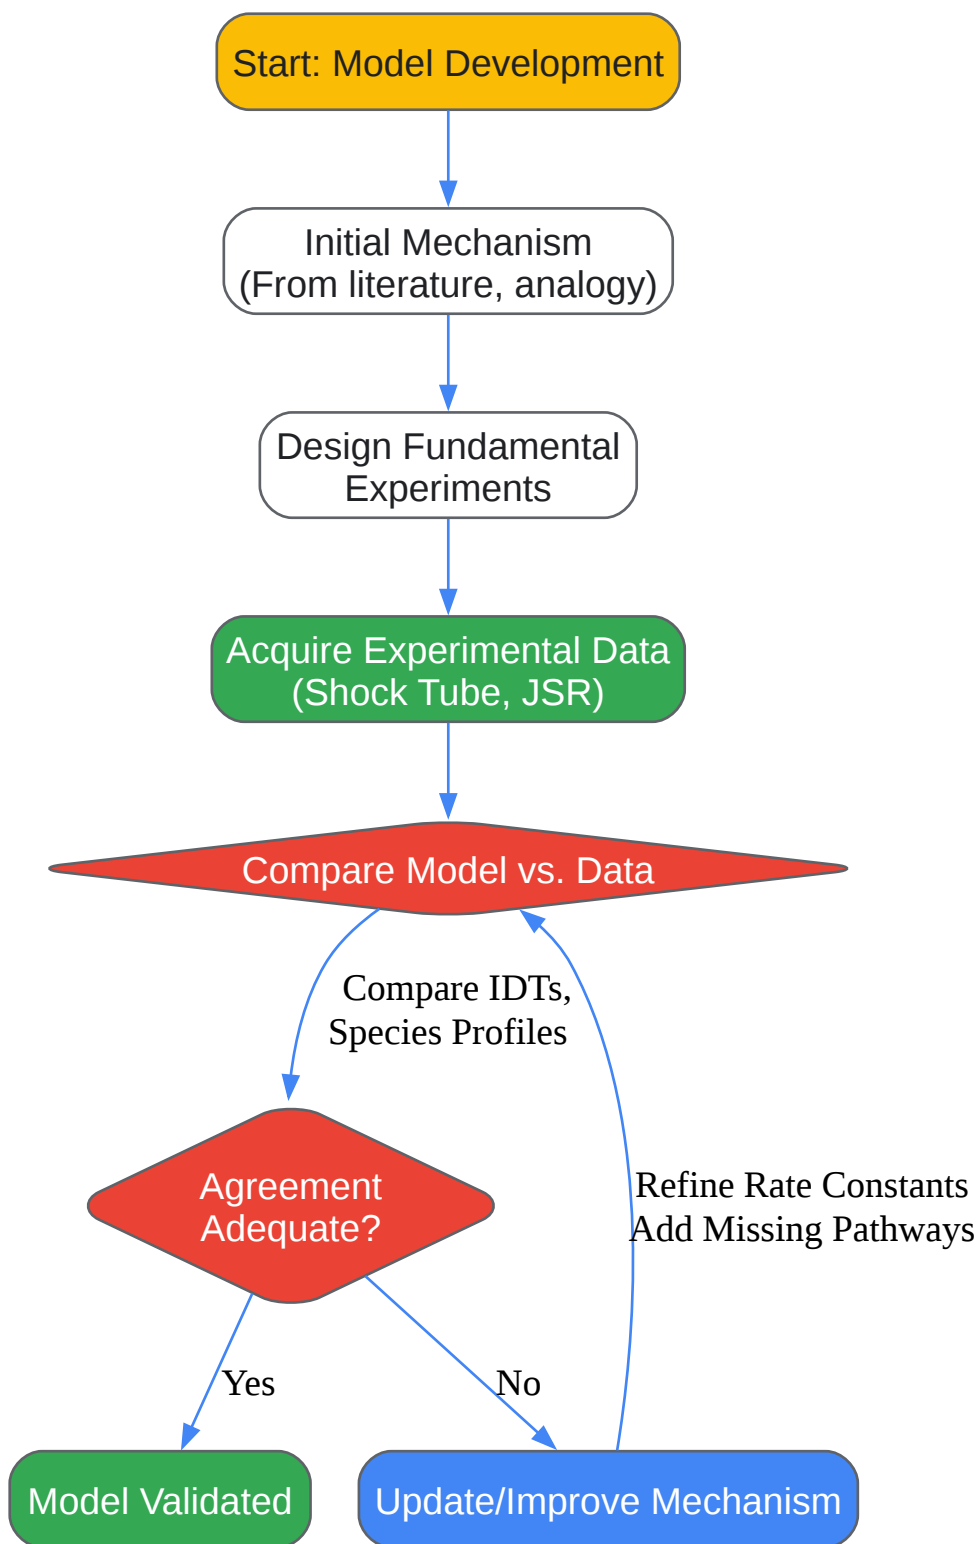 Start: Model Development
Initial Mechanism
(From literature, analogy)
Design Fundamental
Experiments
Acquire Experimental Data
(Shock Tube, JSR)
Compare Model vs. Data
Compare IDTs,
Species Profiles
Agreement
Adequate?
Refine Rate Constants
Add Missing Pathways
Yes
No
Model Validated
Update/Improve Mechanism